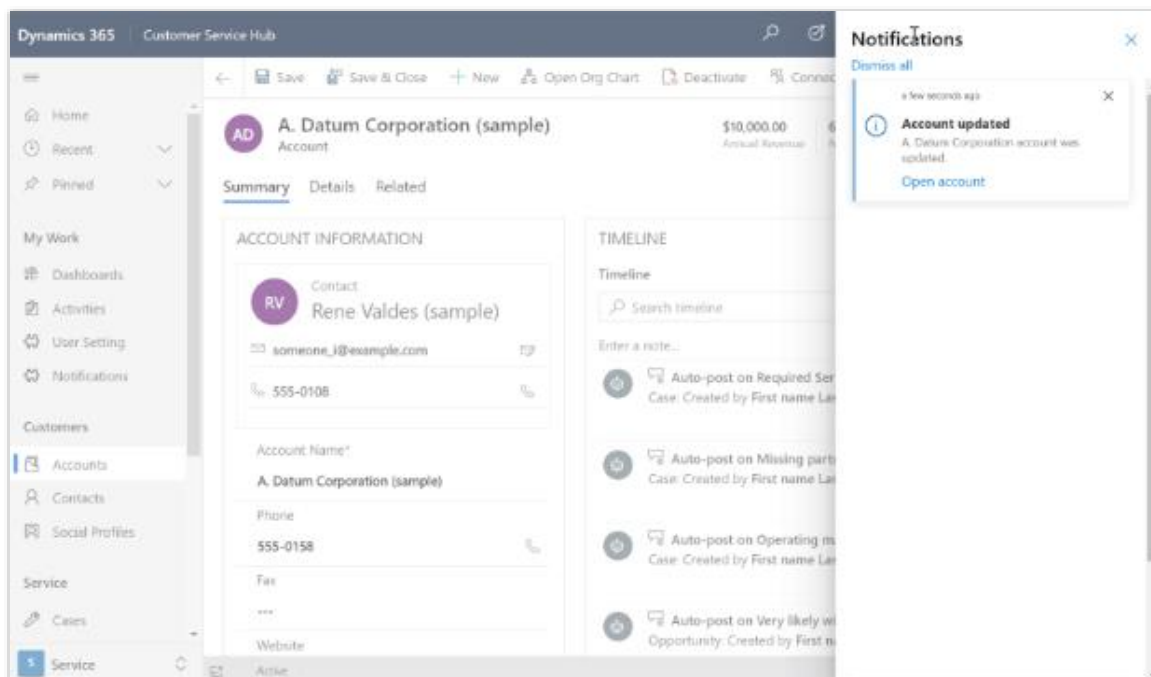 Dynamics 365
Customer Service Hub
Home
Recent
Pinned
My Work
Dashboards
Activities
User Setting
Notifications
Customers
Accounts
Contacts
Social Profiles
Service
Cases
S
Service
Save
Save & Close
New
Open Org Chart
Deactivate
Connec
AD
A. Datum Corporation (sample)
Account
$10,000.00
Annual Revenue
Summary
Details
Related
ACCOUNT INFORMATION
RV
Contact
Rene Valdes (sample)
someone_i@example.com
555-0108
Account Name*
A. Datum Corporation (sample)
Phone
555-0158
Fax
---
Website
Active
TIMELINE
Timeline
Search timeline
Enter a note...
Auto-post on Required Ser
Case: Created by First name La
Auto-post on Missing part
Case: Created by First name La
Auto-post on Operating m
Case: Created by First name La
Auto-post on Very likely wi
Opportunity: Created by First n
Notifications
Dismiss all
a few seconds ago
Account updated
A. Datum Corporation account was
updated.
Open account